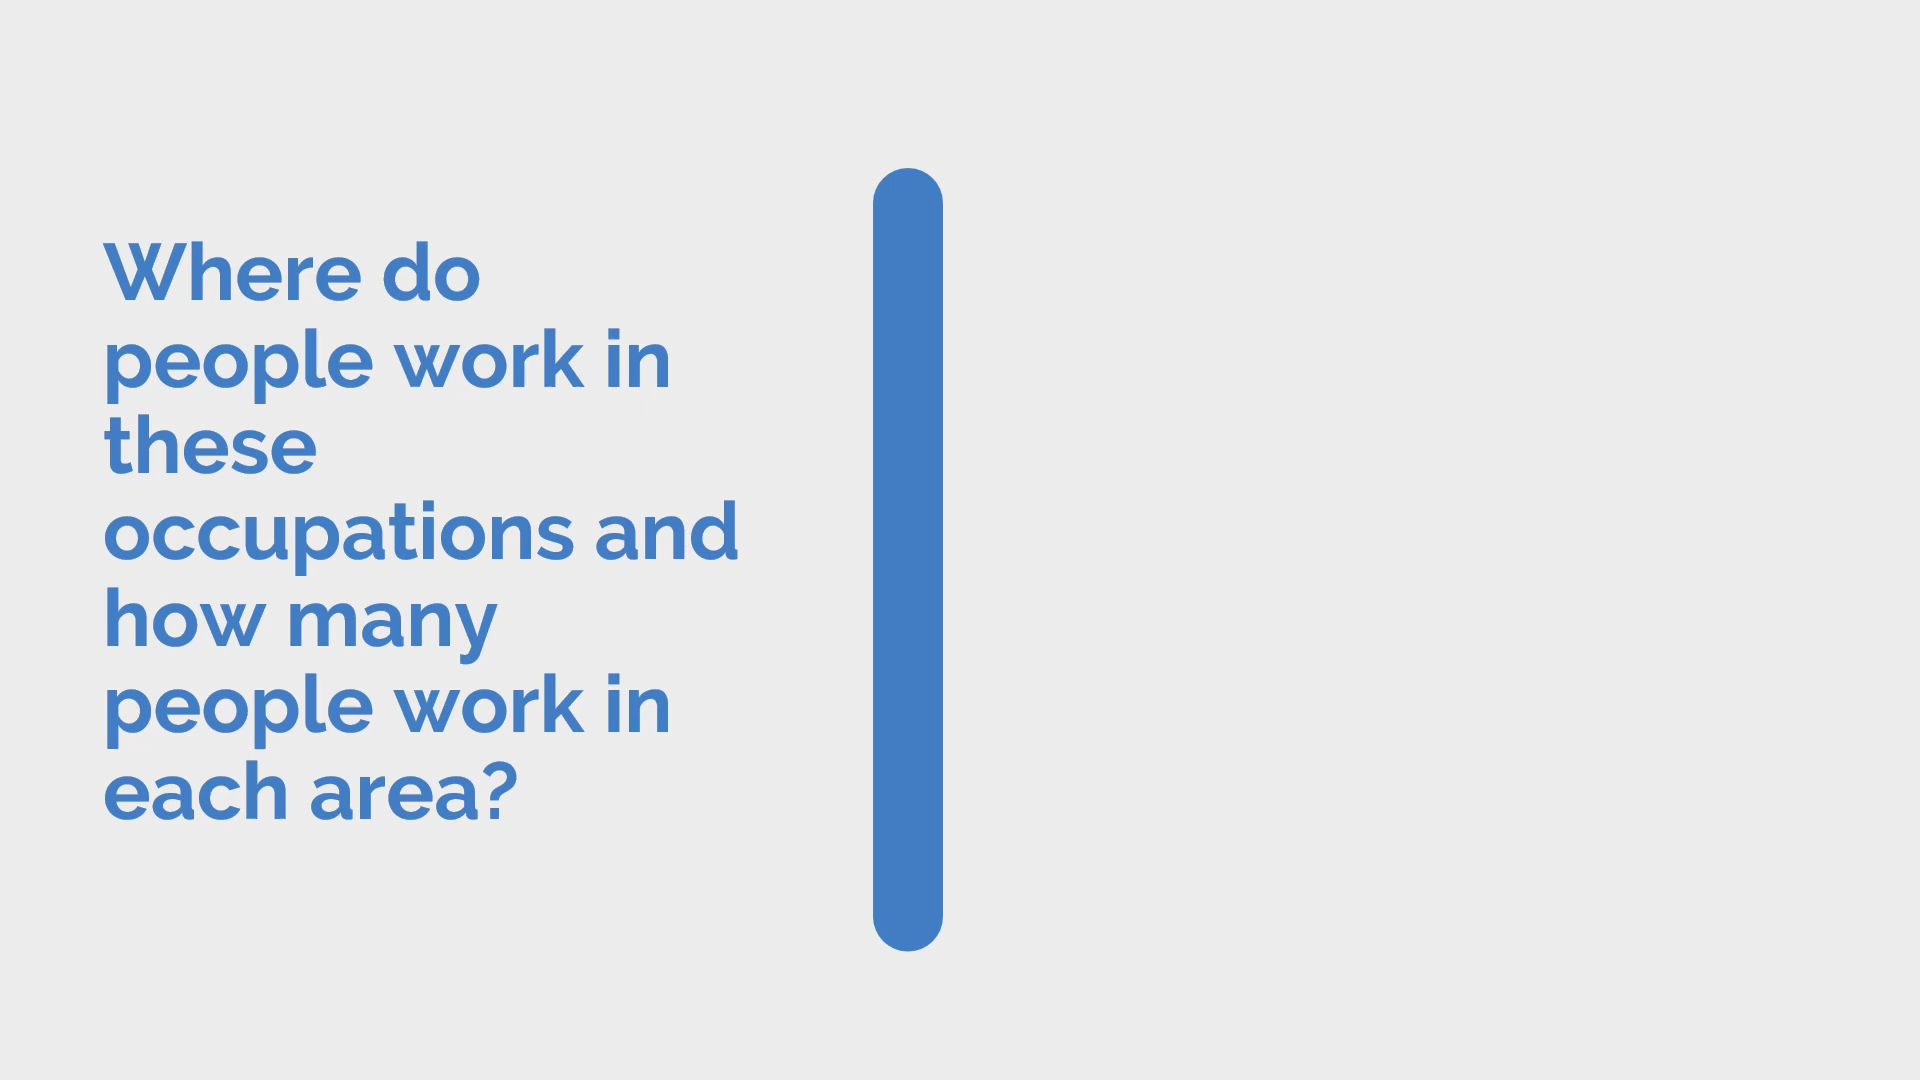 Where do
people work in
these
occupations and
how many
people work in
each area?